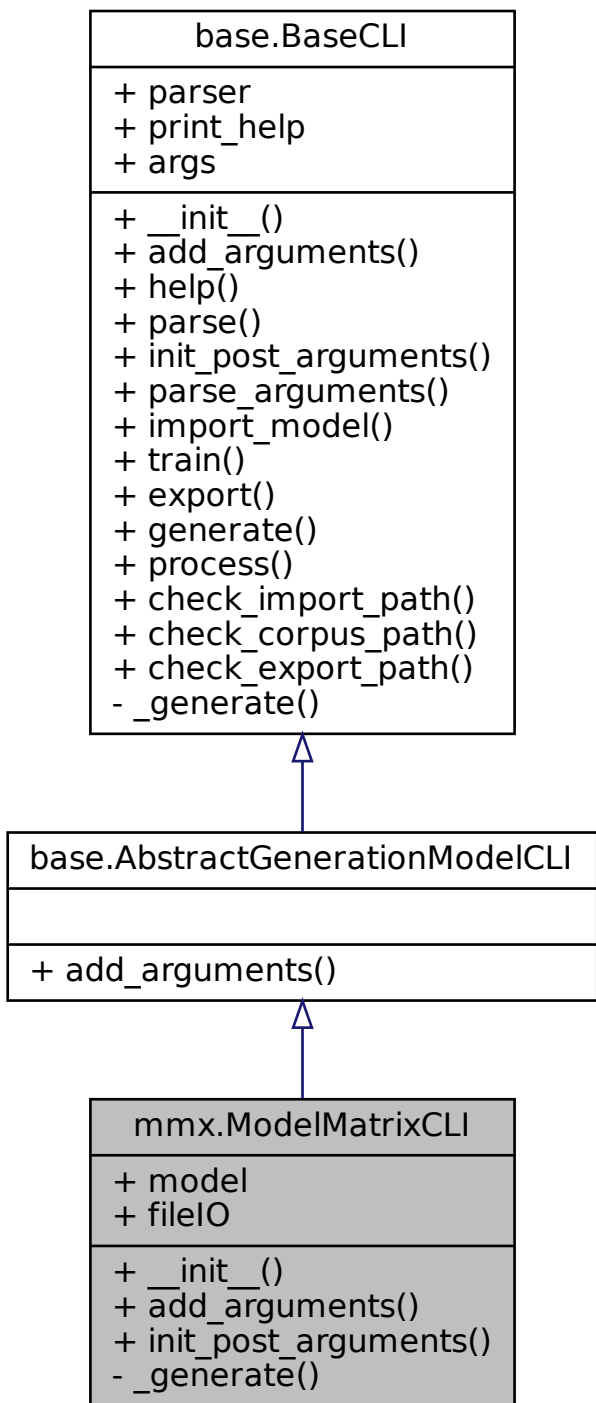 base.BaseCLI
+ parser
+ print_help
+ args
+ __init__()
+ add_arguments()
+ help()
+ parse()
+ init_post_arguments()
+ parse_arguments()
+ import_model()
+ train()
+ export()
+ generate()
+ process()
+ check_import_path()
+ check_corpus_path()
+ check_export_path()
- _generate()
base.AbstractGenerationModelCLI
+ add_arguments()
mmx.ModelMatrixCLI
+ model
+ fileIO
+ __init__()
+ add_arguments()
+ init_post_arguments()
- _generate()